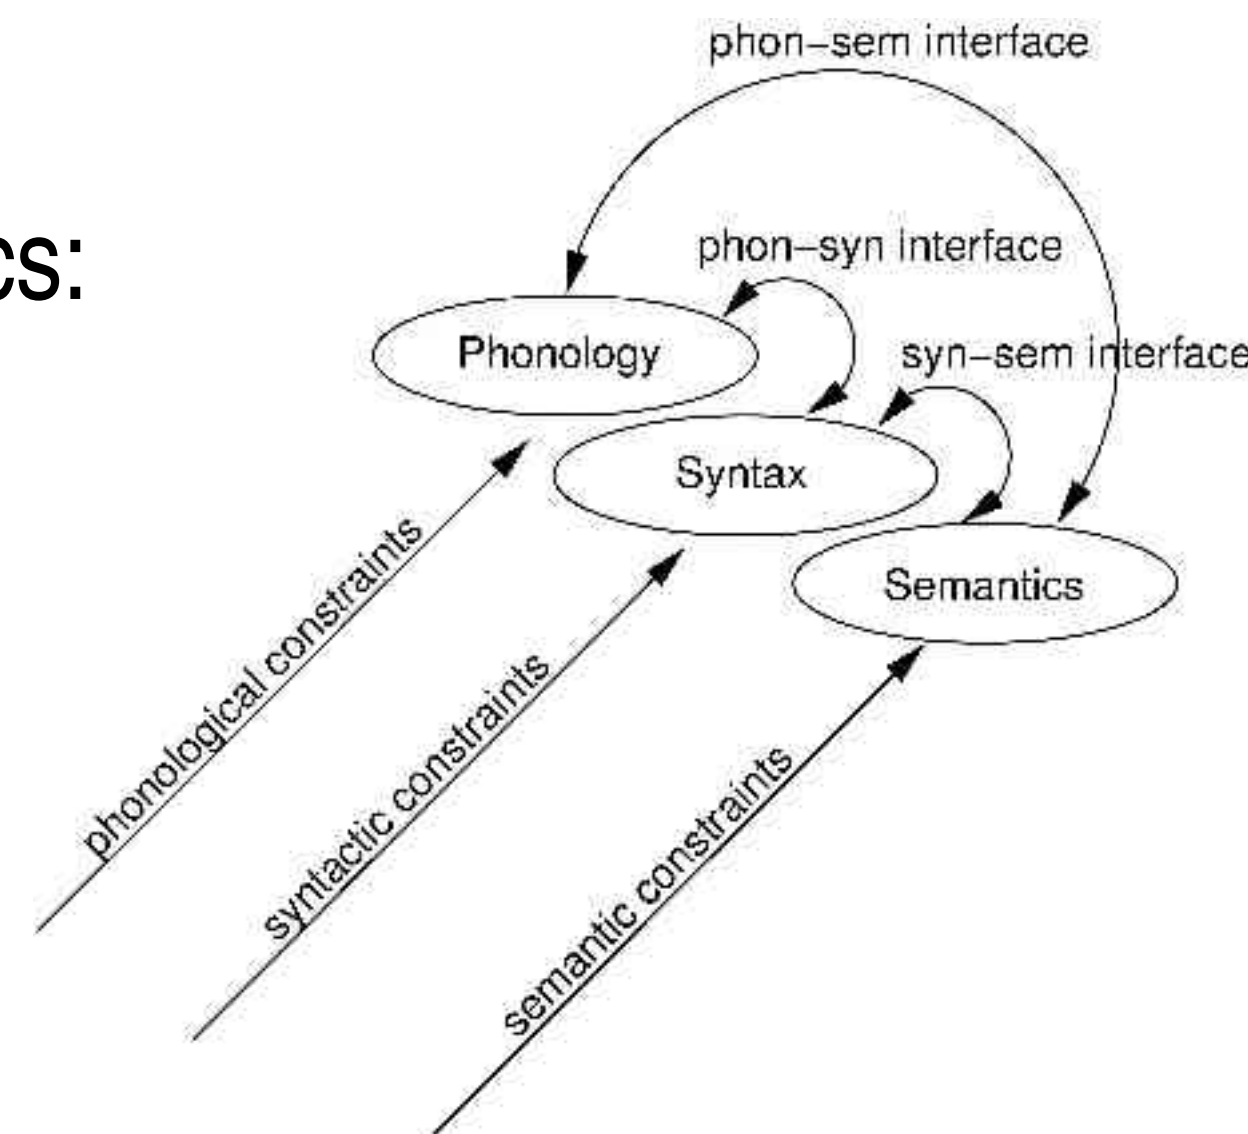 phon–sem interface
cs:
phon–syn interface
Phonology
syn–sem interface
Syntax
Semantics
phonological constraints
syntactic constraints
semantic constraints